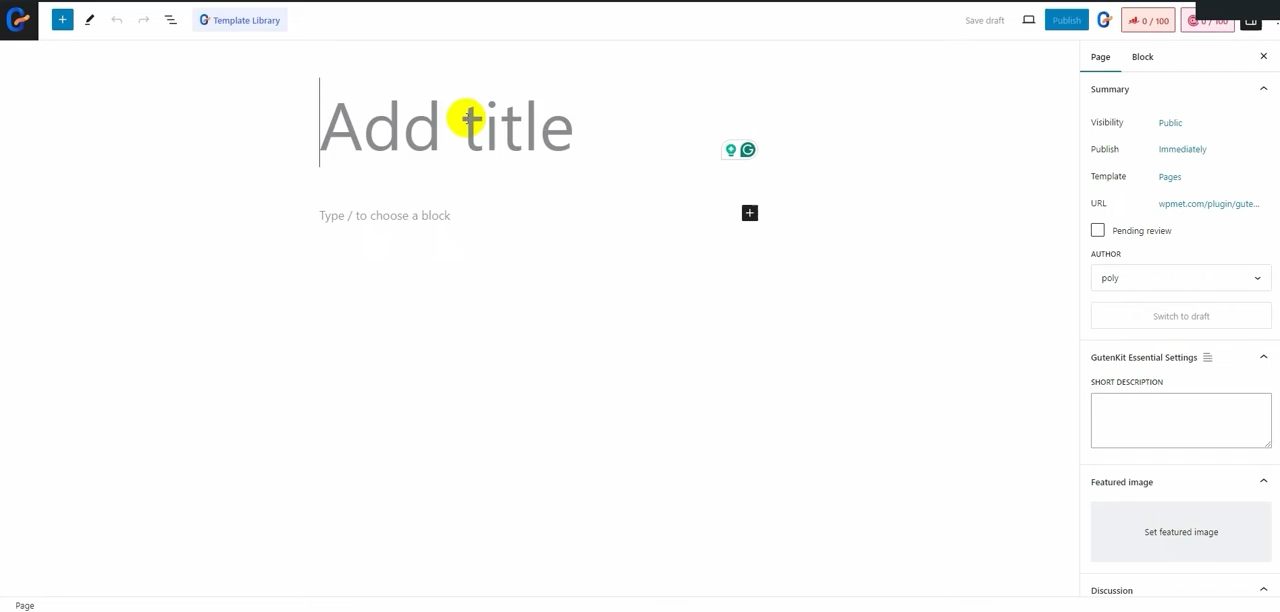 Template Library
Save draft
Publish
0 / 100
0 / 100
Page
Block
Add title
Type / to choose a block
Summary
Visibility
Public
Publish
Immediately
Template
Pages
URL
wpmet.com/plugin/gute...
Pending review
AUTHOR
poly
Switch to draft
GutenKit Essential Settings
SHORT DESCRIPTION
Featured image
Set featured image
Discussion
Page